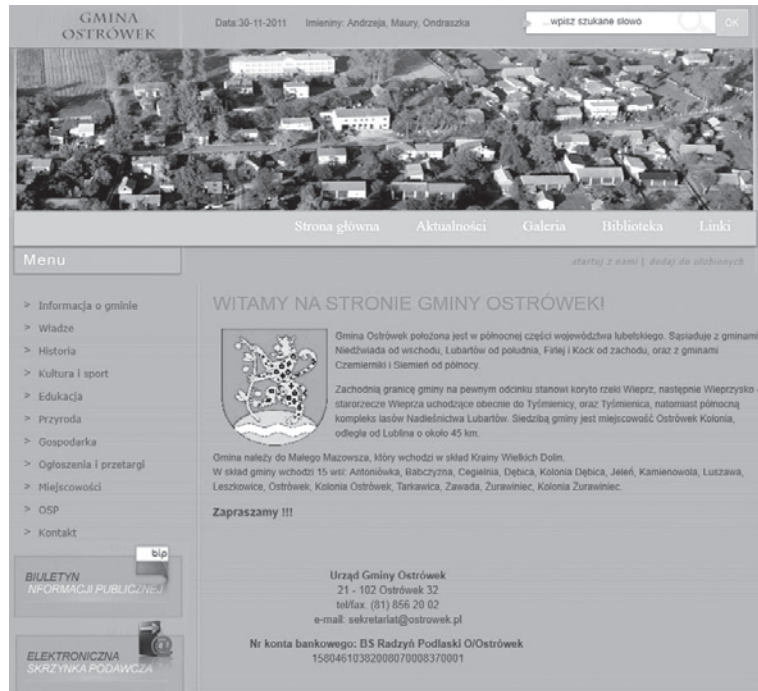 GMINA
OSTRÓWEK
Data:30-11-2011 Imieniny: Andrzeja, Maury, Ondraszka
...wpisz szukane słowo
OK
Strona główna Aktualności Galeria Biblioteka Linki
Menu
startuj z nami | dodaj do ulubionych
> Informacja o gminie
> Władze
> Historia
> Kultura i sport
> Edukacja
> Przyroda
> Gospodarka
> Ogłoszenia i przetargi
> Miejscowości
> OSP
> Kontakt
bip
BIULETYN
NFORMACJI PUBLICZNEJ
ELEKTRONICZNA
SKRZYNKA PODAWCZA
WITAMY NA STRONIE GMINY OSTRÓWEK!
Gmina Ostrówek położona jest w północnej części województwa lubelskiego. Sąsiaduje z gminami
Niedźwiada od wschodu, Lubartów od południa, Firlej i Kock od zachodu, oraz z gminami
Czemierniki i Siemień od północy.
Zachodnią granicę gminy na pewnym odcinku stanowi koryto rzeki Wieprz, następnie Wieprzysko -
starorzecze Wieprza uchodzące obecnie do Tyśmienicy, oraz Tyśmienica, natomiast północną
kompleks lasów Nadleśnictwa Lubartów. Siedzibą gminy jest miejscowość Ostrówek Kolonia,
odległa od Lublina o około 45 km.
Gmina należy do Małego Mazowsza, który wchodzi w skład Krainy Wielkich Dolin.
W skład gminy wchodzi 15 wsi: Antoniówka, Babczyzna, Cegielnia, Dębica, Kolonia Dębica, Jeleń, Kamienowola, Luszawa,
Leszkowice, Ostrówek, Kolonia Ostrówek, Tarkawica, Zawada, Żurawiniec, Kolonia Żurawiniec.
Zapraszamy !!!
Urząd Gminy Ostrówek
21 - 102 Ostrówek 32
tel/fax. (81) 856 20 02
e-mail: sekretariat@ostrowek.pl
Nr konta bankowego: BS Radzyń Podlaski O/Ostrówek
15804610382008070008370001